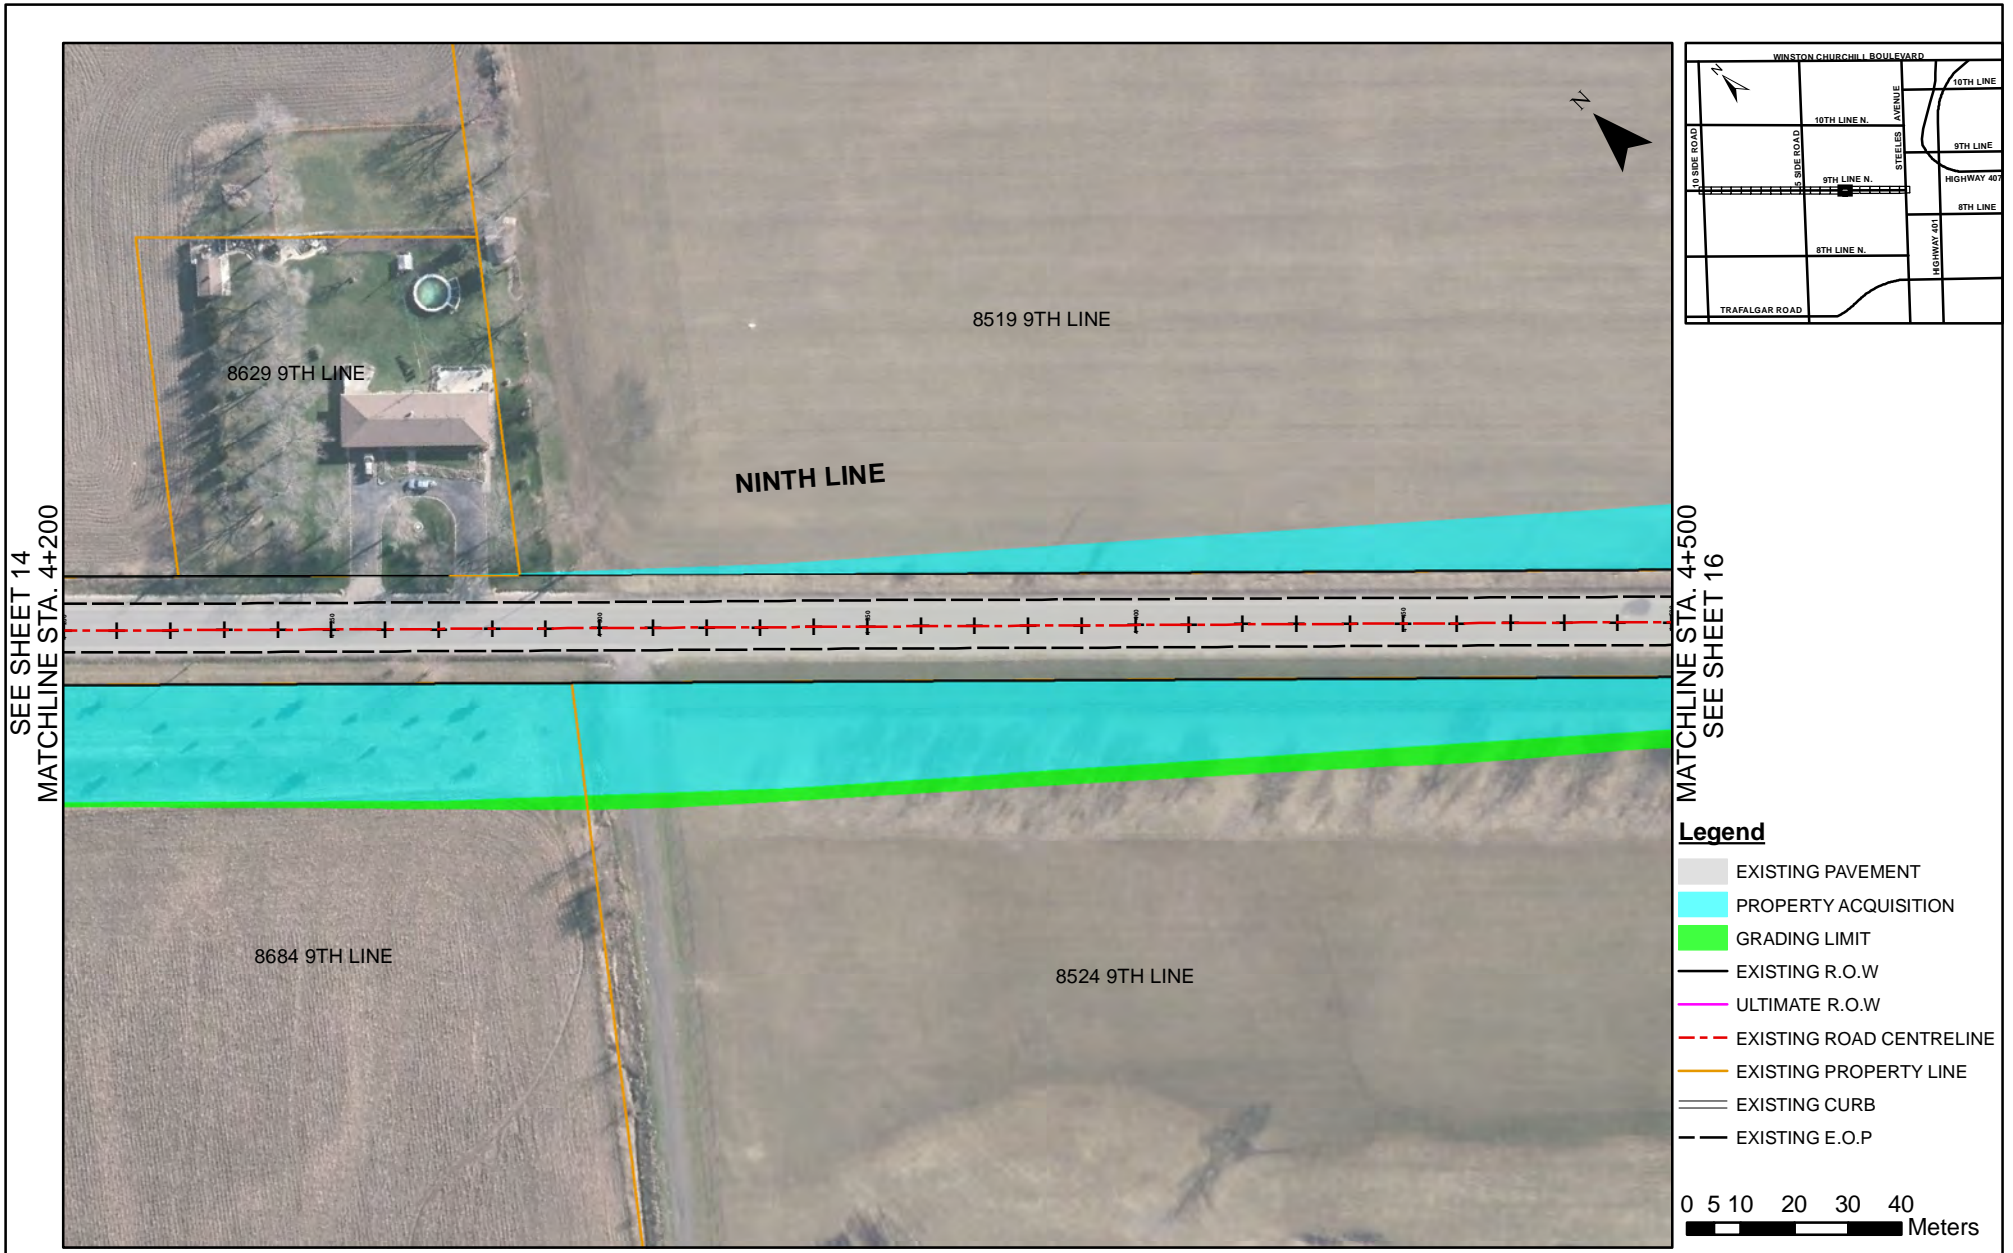 SEE SHEET 14
MATCHLINE STA. 4+200
8519 9TH LINE
8629 9TH LINE
NINTH LINE
8684 9TH LINE
8524 9TH LINE
N
MATCHLINE STA. 4+500
SEE SHEET 16
WINSTON CHURCHILL BOULEVARD
N
10TH LINE
10TH LINE N.
STEELES AVENUE
10 SIDE ROAD
5 SIDE ROAD
9TH LINE
9TH LINE N.
HIGHWAY 407
8TH LINE
HIGHWAY 401
8TH LINE N.
TRAFALGAR ROAD
Legend
EXISTING PAVEMENT
PROPERTY ACQUISITION
GRADING LIMIT
EXISTING R.O.W
ULTIMATE R.O.W
EXISTING ROAD CENTRELINE
EXISTING PROPERTY LINE
EXISTING CURB
EXISTING E.O.P
0 5 10 20 30 40
Meters